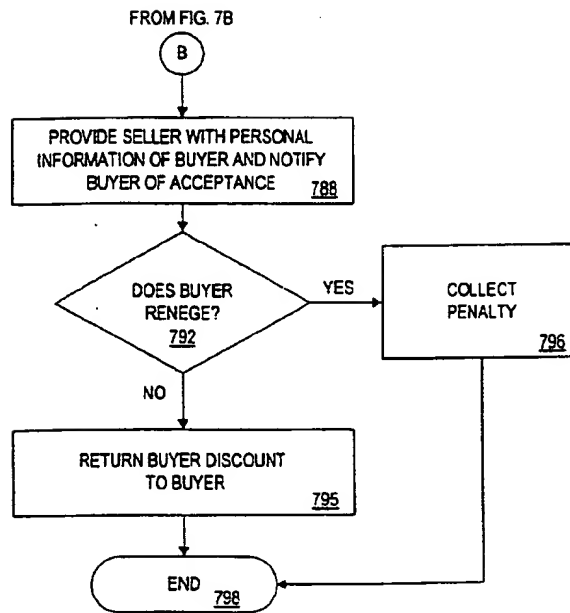 FROM FIG. 7B
B
PROVIDE SELLER WITH PERSONAL
INFORMATION OF BUYER AND NOTIFY
BUYER OF ACCEPTANCE
788
DOES BUYER
RENEGE?
792
YES
COLLECT
PENALTY
796
NO
RETURN BUYER DISCOUNT
TO BUYER
795
END
798